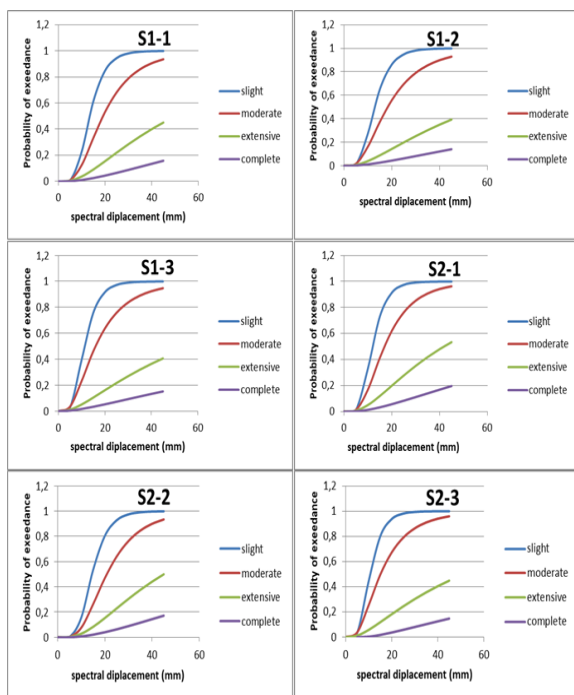 S1-1
Probability of exeedance
1,2
1
0,8
0,6
0,4
0,2
0
0 20 40 60
spectral diplacement (mm)
slight
moderate
extensive
complete
S1-2
Probability of exeedance
1,2
1
0,8
0,6
0,4
0,2
0
0 20 40 60
spectral diplacement (mm)
slight
moderate
extensive
complete
S1-3
Probability of exeedance
1,2
1
0,8
0,6
0,4
0,2
0
0 20 40 60
spectral diplacement (mm)
slight
moderate
extensive
complete
S2-1
Probability of exeedance
1,2
1
0,8
0,6
0,4
0,2
0
0 20 40 60
spectral diplacement (mm)
slight
moderate
extensive
complete
S2-2
Probability of exeedance
1,2
1
0,8
0,6
0,4
0,2
0
0 20 40 60
spectral diplacement (mm)
slight
moderate
extensive
complete
S2-3
Probability of exeedance
1,2
1
0,8
0,6
0,4
0,2
0
0 20 40 60
spectral diplacement (mm)
slight
moderate
extensive
complete